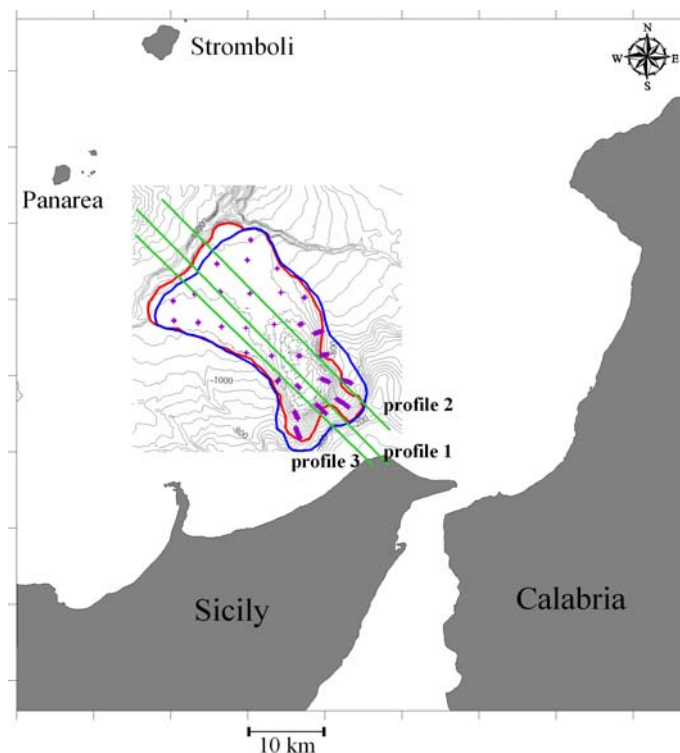 N
W E
S
Stromboli
Panarea
-1000
profile 2
profile 3
profile 1
Sicily
Calabria
10 km